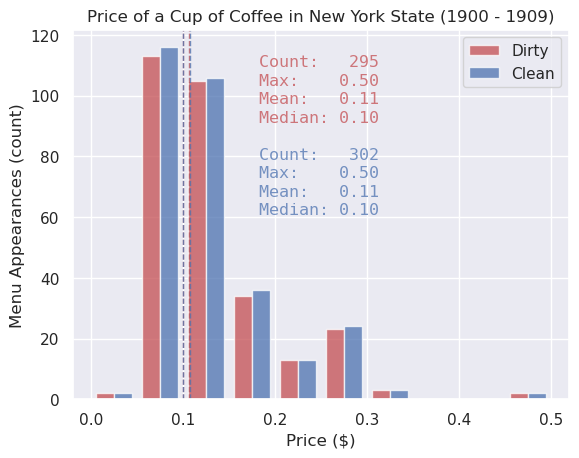 Price of a Cup of Coffee in New York State (1900 - 1909)
Dirty
Clean
Count: 295
Max: 0.50
Mean: 0.11
Median: 0.10
Count: 302
Max: 0.50
Mean: 0.11
Median: 0.10
Menu Appearances (count)
120
100
80
60
40
20
0
0.0 0.1 0.2 0.3 0.4 0.5
Price ($)